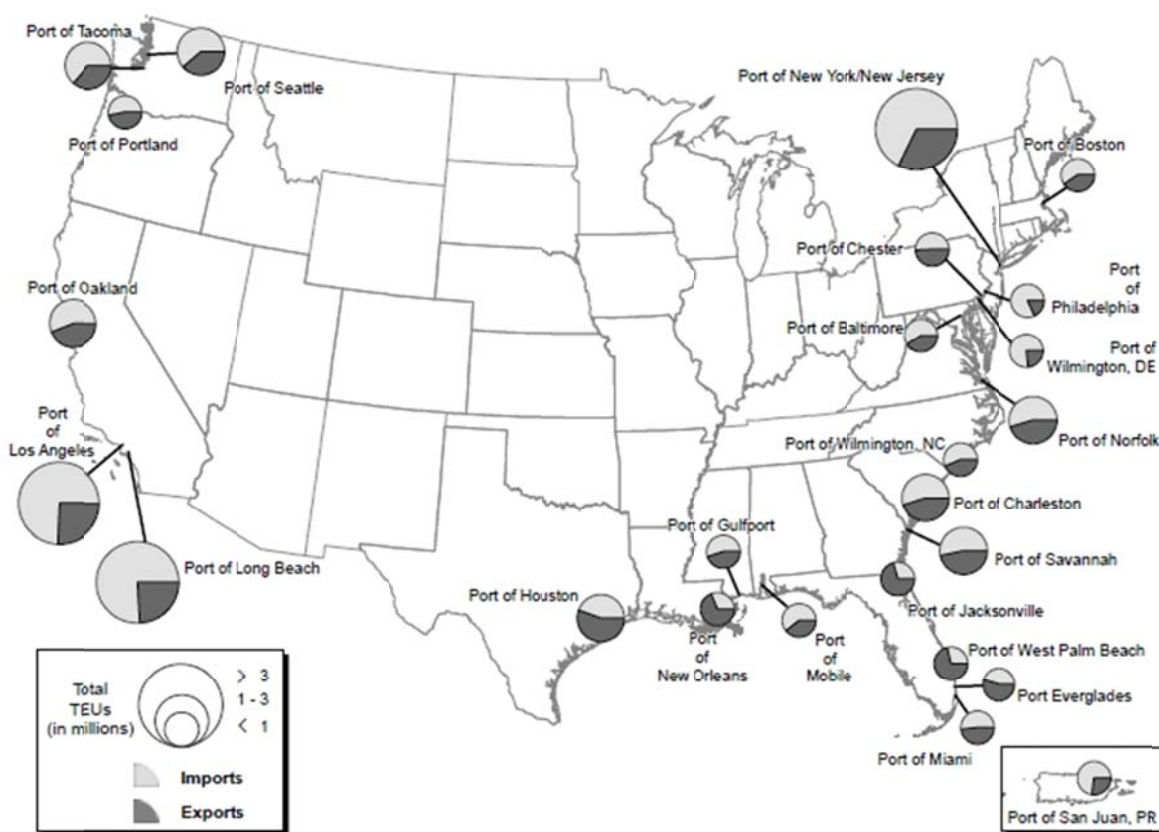 Port of Tacoma
Port of Seattle
Port of Portland
Port of New York/New Jersey
Port of Boston
Port of Chester
Port
of
Philadelphia
Port of Baltimore
Port of
Wilmington, DE
Port of Oakland
Port
of
Los Angeles
Port of Norfolk
Port of Wilmington, NC
Port of Charleston
Port of Gulfport
Port of Savannah
Port of Long Beach
Port of Houston
Port of Jacksonville
Port
of
New Orleans
Port
of
Mobile
Port of West Palm Beach
Port Everglades
Port of Miami
Port of San Juan, PR
Total
TEUs
(in millions)
> 3
1 - 3
< 1
Imports
Exports